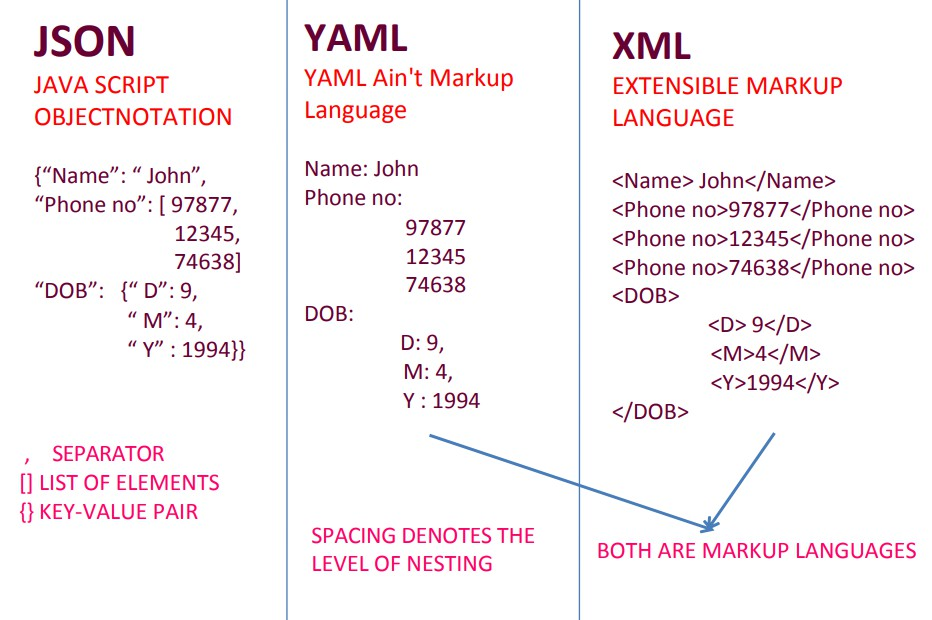 JSON
JAVA SCRIPT
OBJECTNOTATION
{“Name”: “ John”,
“Phone no”: [ 97877,
12345,
74638]
“DOB”: {“ D”: 9,
“ M”: 4,
“ Y” : 1994}}
, SEPARATOR
[] LIST OF ELEMENTS
{} KEY-VALUE PAIR
YAML
YAML Ain't Markup
Language
Name: John
Phone no:
97877
12345
74638
DOB:
D: 9,
M: 4,
Y : 1994
SPACING DENOTES THE
LEVEL OF NESTING
XML
EXTENSIBLE MARKUP
LANGUAGE
<Name> John</Name>
<Phone no>97877</Phone no>
<Phone no>12345</Phone no>
<Phone no>74638</Phone no>
<DOB>
<D> 9</D>
<M>4</M>
<Y>1994</Y>
</DOB>
BOTH ARE MARKUP LANGUAGES